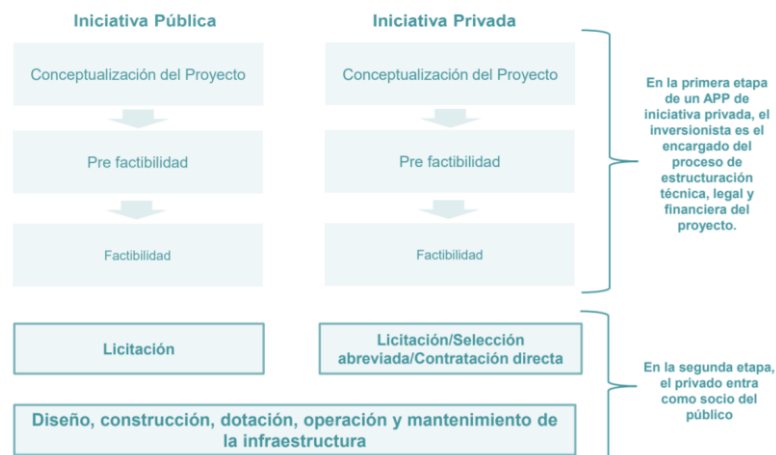 Iniciativa Pública
Iniciativa Privada
Conceptualización del Proyecto
Conceptualización del Proyecto
Pre factibilidad
Pre factibilidad
Factibilidad
Factibilidad
En la primera etapa
de un APP de
iniciativa privada, el
inversionista es el
encargado del
proceso de
estructuración
técnica, legal y
financiera del
proyecto.
Licitación
Licitación/Selección
abreviada/Contratación directa
Diseño, construcción, dotación, operación y mantenimiento de
la infraestructura
En la segunda etapa,
el privado entra
como socio del
público